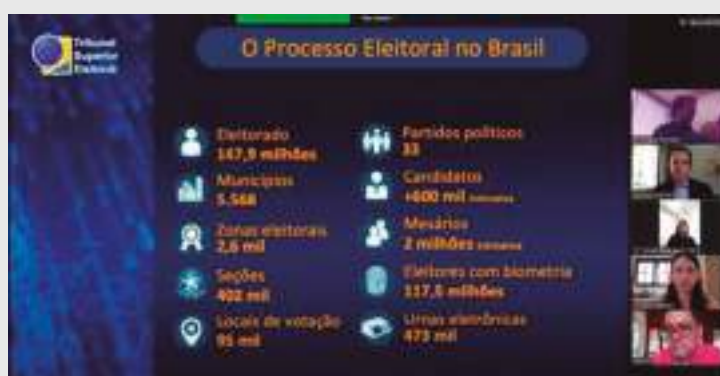 Tribunal
Superior
Eleitoral
O Processo Eleitoral no Brasil
Eleitorado
147,9 milhões
Municípios
5.568
Zonas eleitorais
2,6 mil
Seções
402 mil
Locais de votação
95 mil
Partidos políticos
33
Candidatos
+600 mil
Mesários
2 milhões
Eleitores com biometria
117,5 milhões
Urnas eletrônicas
473 mil